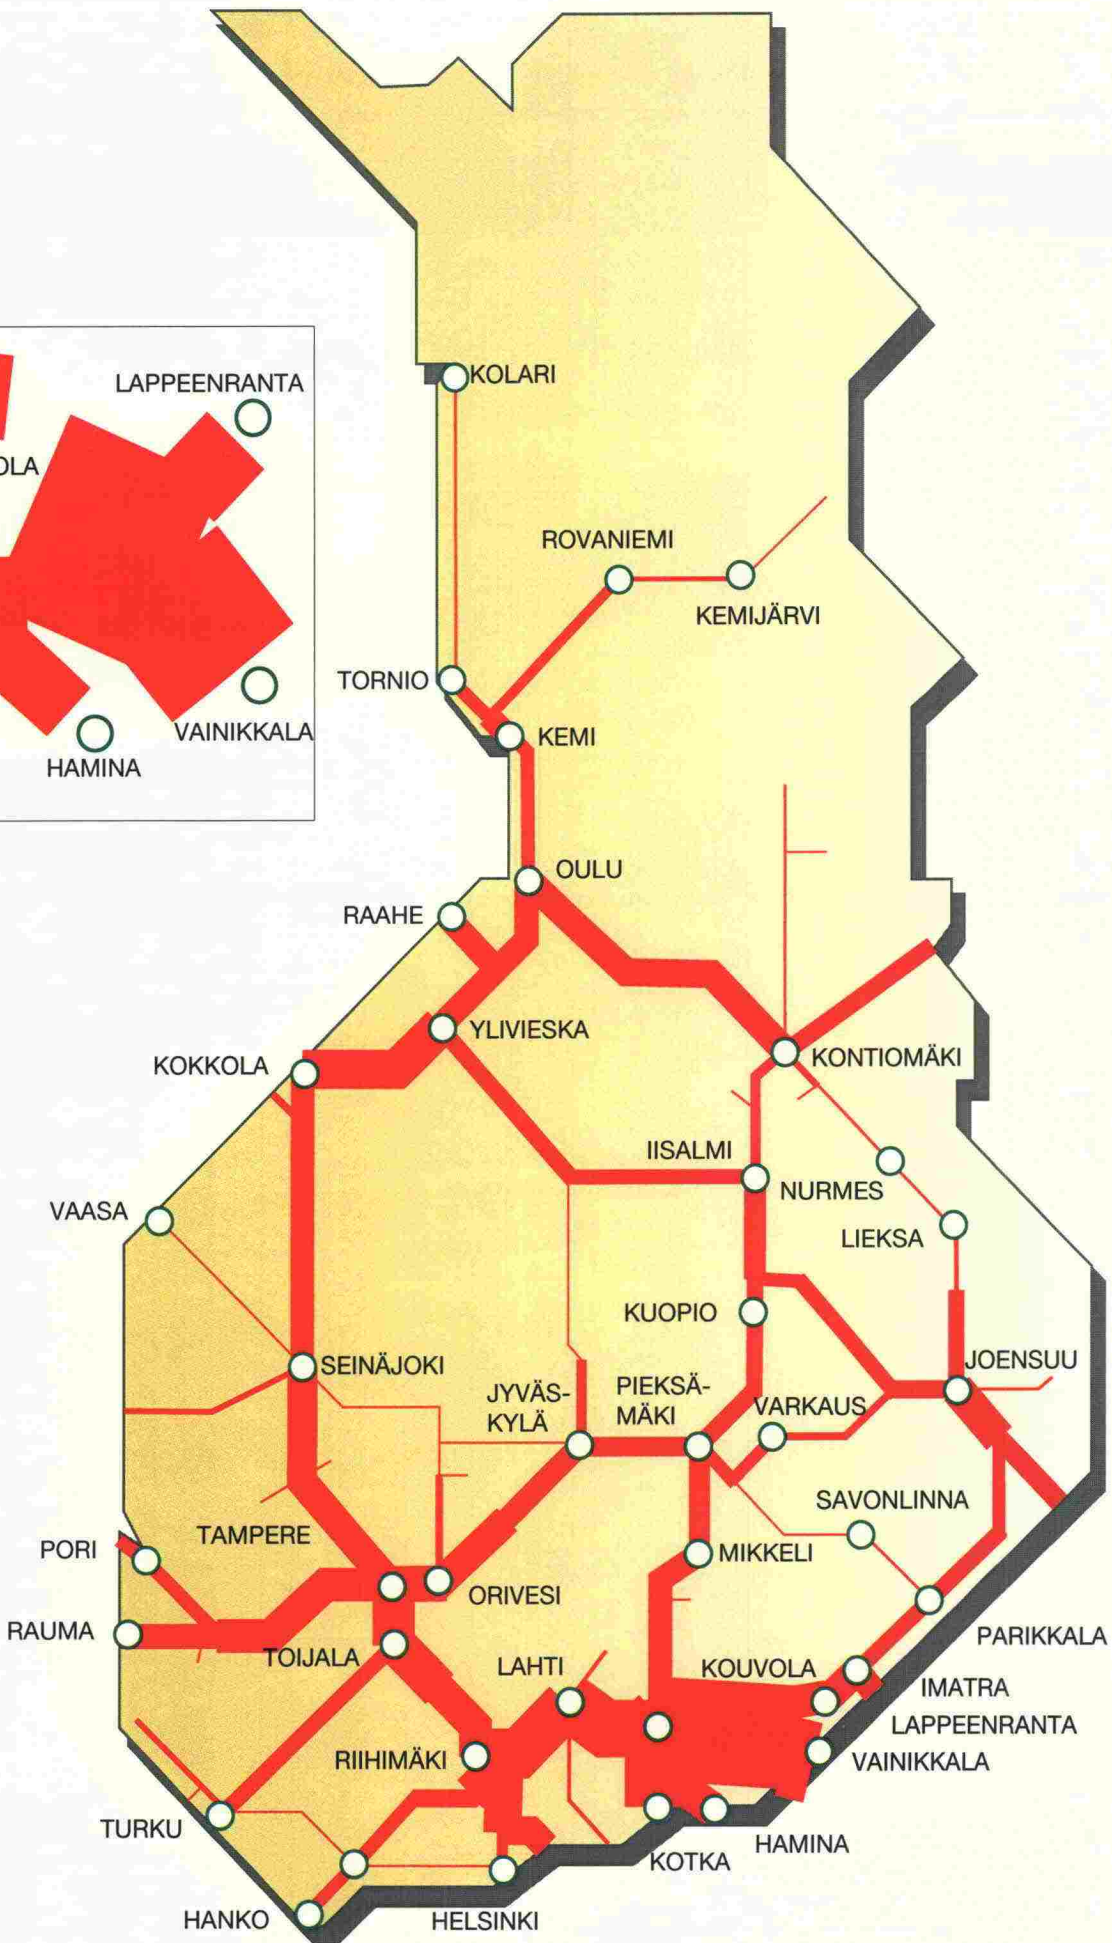 KOLARI
LAPPEENRANTA
OLA
ROVANIEMI
KEMIJÄRVI
TORNIO
VAINIKKALA
KEMI
HAMINA
OULU
RAAHE
YLIVIESKA
KONTIOMÄKI
KOKKOLA
IISALMI
NURMES
VAASA
LIEKSA
KUOPIO
SEINÄJOKI
JOENSUU
JYVÄS-
KYLÄ
PIEKSÄ-
MÄKI
VARKAUS
SAVONLINNA
TAMPERE
PORI
MIKKELI
ORIVESI
RAUMA
PARIKKALA
TOIJALA
LAHTI
KOUVOLA
IMATRA
LAPPEENRANTA
RIIHIMÄKI
VAINIKKALA
TURKU
HAMINA
KOTKA
HANKO
HELSINKI